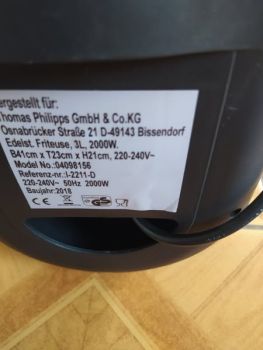 ergestellt für:
Thomas Philipps GmbH & Co.KG
Osnabrücker Straße 21 D-49143 Bissendorf
Edelst. Friteuse, 3L, 2000W.
B41cm x T23cm x H21cm, 220-240V~
Model No.:04098156
Referenz-nr.:I-2211-D
220-240V~ 50Hz 2000W
Baujahr:2018